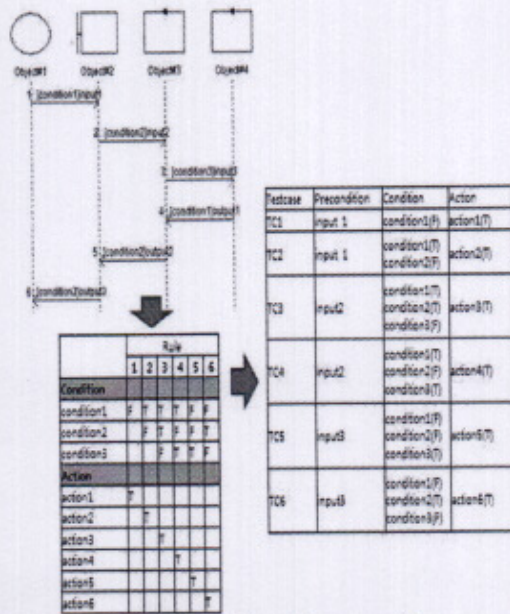 Object#1 Object#2 Object#3 Object#4
1. [condition1]input1
2. [condition2]input2
3. [condition3]input3
4. [condition1]output1
5. [condition2]output2
6. [condition2]output3
Rule
1 2 3 4 5 6
Condition
condition1 F T T T F F
condition2 F T F F T
condition3 F T T
Action
action1 T
action2 T
action3 T
action4 T
action5 T
action6 T
Testcase Precondition Condition Action
TC1 input 1 condition1(F) action1(T)
TC2 input 1 condition1(T) condition2(F) action2(T)
TC3 input2 condition1(T) condition2(T) condition3(F) action3(T)
TC4 input2 condition1(T) condition2(F) condition3(T) action4(T)
TC5 input3 condition1(F) condition2(F) condition3(T) action5(T)
TC6 input3 condition1(F) condition2(T) condition3(F) action6(T)